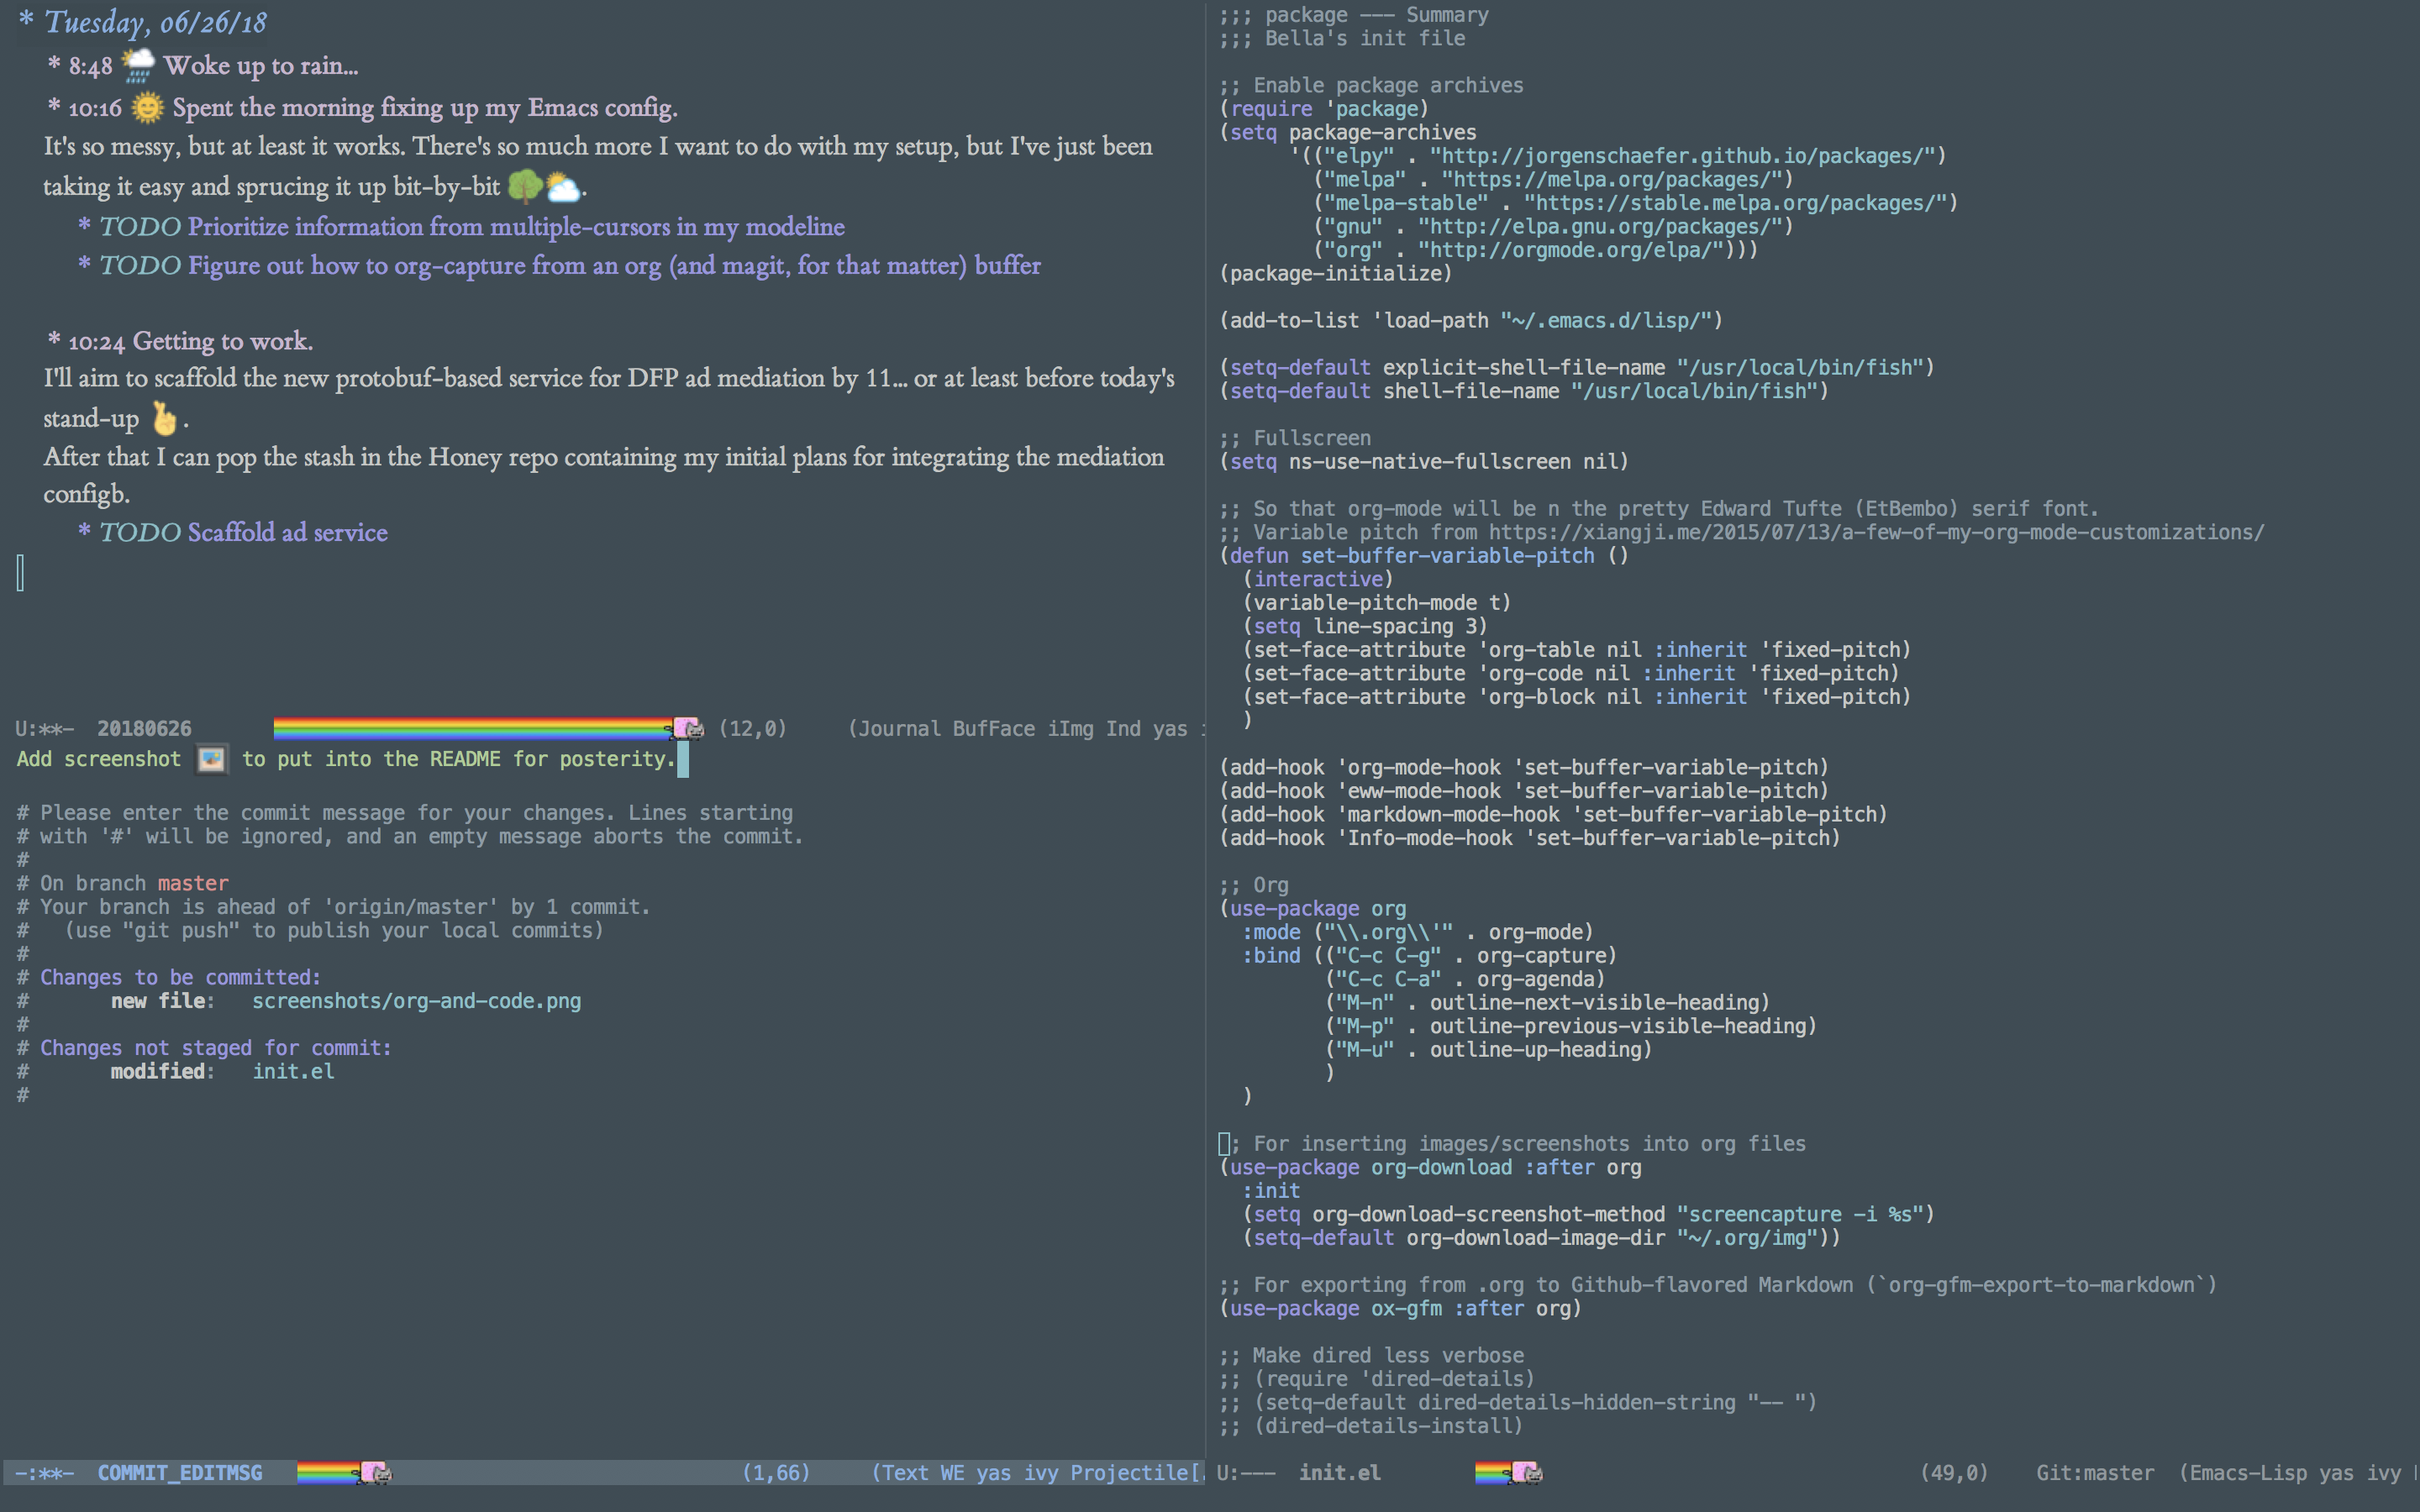 * Tuesday, 06/26/18
* 8:48 🌧 Woke up to rain...
* 10:16 🌞 Spent the morning fixing up my Emacs config.
It's so messy, but at least it works. There's so much more I want to do with my setup, but I've just been
taking it easy and sprucing it up bit-by-bit 🌳⛅.
* TODO Prioritize information from multiple-cursors in my modeline
* TODO Figure out how to org-capture from an org (and magit, for that matter) buffer
* 10:24 Getting to work.
I'll aim to scaffold the new protobuf-based service for DFP ad mediation by 11... or at least before today's
stand-up 🤞.
After that I can pop the stash in the Honey repo containing my initial plans for integrating the mediation
configb.
* TODO Scaffold ad service
U:**-  20180626 (12,0) (Journal BufFace iImg Ind yas
Add screenshot 🖼 to put into the README for posterity.
# Please enter the commit message for your changes. Lines starting
# with '#' will be ignored, and an empty message aborts the commit.
#
# On branch master
# Your branch is ahead of 'origin/master' by 1 commit.
#   (use "git push" to publish your local commits)
#
# Changes to be committed:
#       new file:   screenshots/org-and-code.png
#
# Changes not staged for commit:
#       modified:   init.el
#
-:**-  COMMIT_EDITMSG (1,66) (Text WE yas ivy Projectile[
;;; package --- Summary
;;; Bella's init file
;; Enable package archives
(require 'package)
(setq package-archives
      '(("elpy" . "http://jorgenschaefer.github.io/packages/")
        ("melpa" . "https://melpa.org/packages/")
        ("melpa-stable" . "https://stable.melpa.org/packages/")
        ("gnu" . "http://elpa.gnu.org/packages/")
        ("org" . "http://orgmode.org/elpa/")))
(package-initialize)
(add-to-list 'load-path "~/.emacs.d/lisp/")
(setq-default explicit-shell-file-name "/usr/local/bin/fish")
(setq-default shell-file-name "/usr/local/bin/fish")
;; Fullscreen
(setq ns-use-native-fullscreen nil)
;; So that org-mode will be n the pretty Edward Tufte (EtBembo) serif font.
;; Variable pitch from https://xiangji.me/2015/07/13/a-few-of-my-org-mode-customizations/
(defun set-buffer-variable-pitch ()
  (interactive)
  (variable-pitch-mode t)
  (setq line-spacing 3)
  (set-face-attribute 'org-table nil :inherit 'fixed-pitch)
  (set-face-attribute 'org-code nil :inherit 'fixed-pitch)
  (set-face-attribute 'org-block nil :inherit 'fixed-pitch)
  )
(add-hook 'org-mode-hook 'set-buffer-variable-pitch)
(add-hook 'eww-mode-hook 'set-buffer-variable-pitch)
(add-hook 'markdown-mode-hook 'set-buffer-variable-pitch)
(add-hook 'Info-mode-hook 'set-buffer-variable-pitch)
;; Org
(use-package org
  :mode ("\\.org\\'" . org-mode)
  :bind (("C-c C-g" . org-capture)
         ("C-c C-a" . org-agenda)
         ("M-n" . outline-next-visible-heading)
         ("M-p" . outline-previous-visible-heading)
         ("M-u" . outline-up-heading)
         )
  )
; For inserting images/screenshots into org files
(use-package org-download :after org
  :init
  (setq org-download-screenshot-method "screencapture -i %s")
  (setq-default org-download-image-dir "~/.org/img"))
;; For exporting from .org to Github-flavored Markdown (`org-gfm-export-to-markdown`)
(use-package ox-gfm :after org)
;; Make dired less verbose
;; (require 'dired-details)
;; (setq-default dired-details-hidden-string "-- ")
;; (dired-details-install)
U:---  init.el (49,0) Git:master (Emacs-Lisp yas ivy